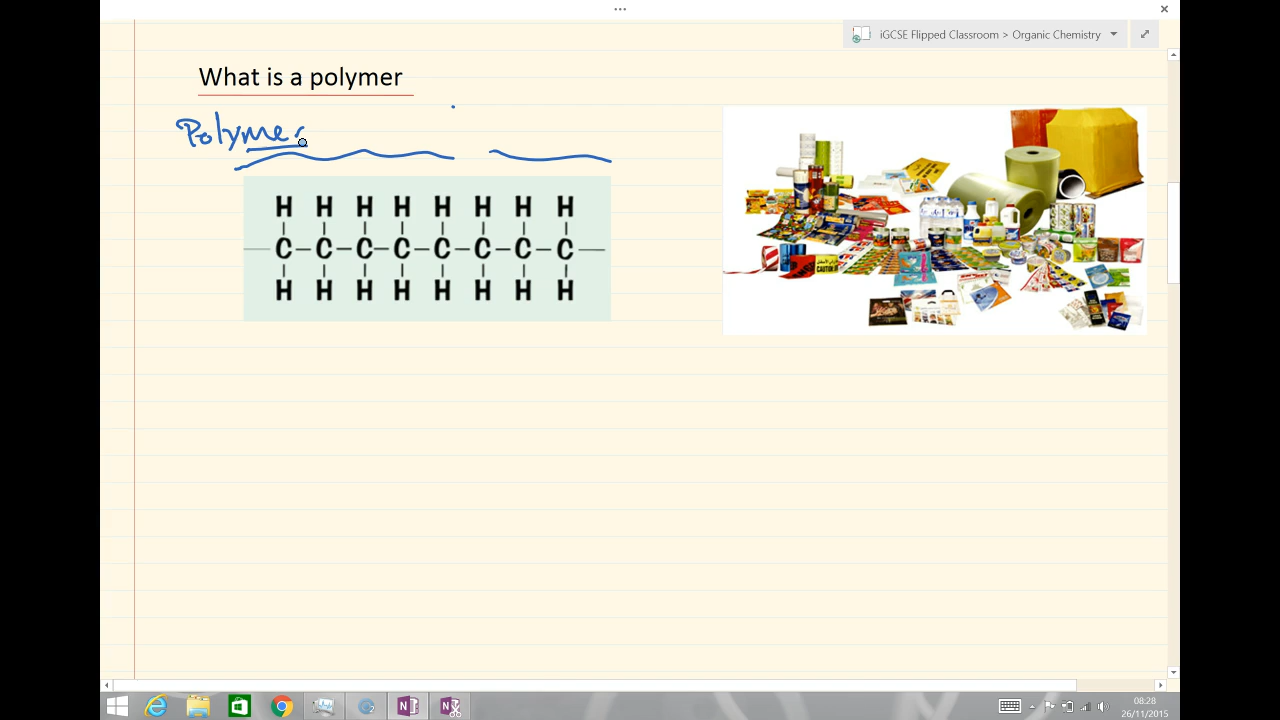 iGCSE Flipped Classroom > Organic Chemistry
What is a polymer
Polymer
H H H H H H H H
C C C C C C C C
H H H H H H H H
08:28
26/11/2015